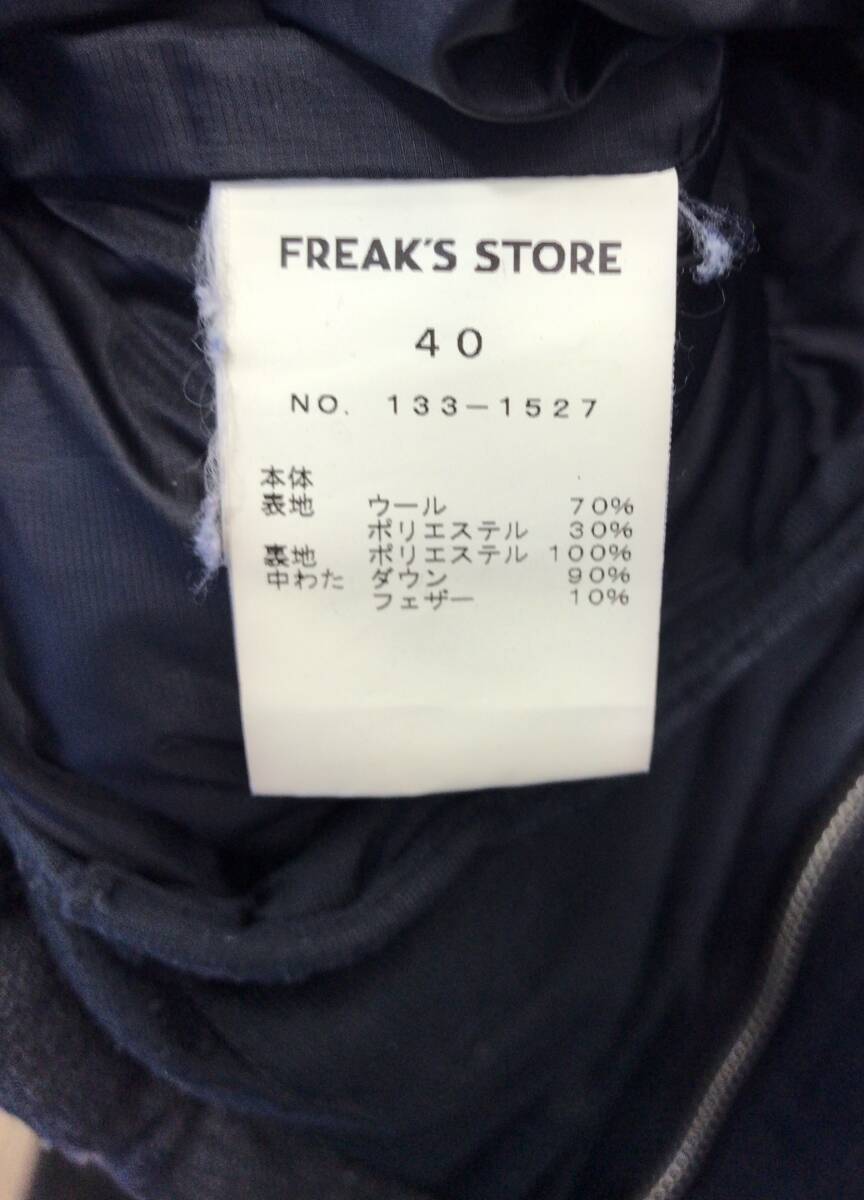 FREAK'S STORE
40
NO. 133-1527
本体
表地 ウール 70%
ポリエステル 30%
裏地 ポリエステル 100%
中わた ダウン 90%
フェザー 10%